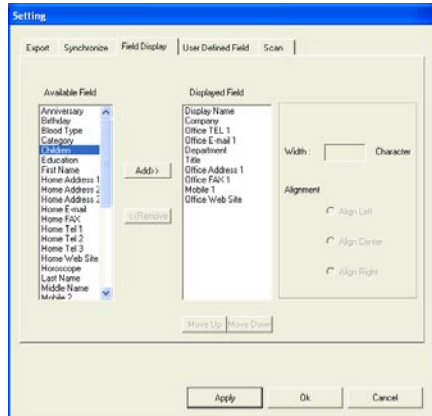 Setting
Export Synchronize Field Display User Defined Field Scan
Available Field Displayed Field
Anniversary
Birthday
Blood Type
Category
Children
Education
First Name
Home Address 1
Home Address 2
Home Address 3
Home E-mail
Home FAX
Home Tel 1
Home Tel 2
Home Tel 3
Home Web Site
Horoscope
Last Name
Middle Name
Mobile 2
Add>>
<<Remove
Display Name
Company
Office TEL 1
Office E-mail 1
Department
Title
Office Address 1
Office FAX 1
Mobile 1
Office Web Site
Width : Character
Alignment
Align Left
Align Center
Align Right
Move Up Move Down
Apply Ok Cancel